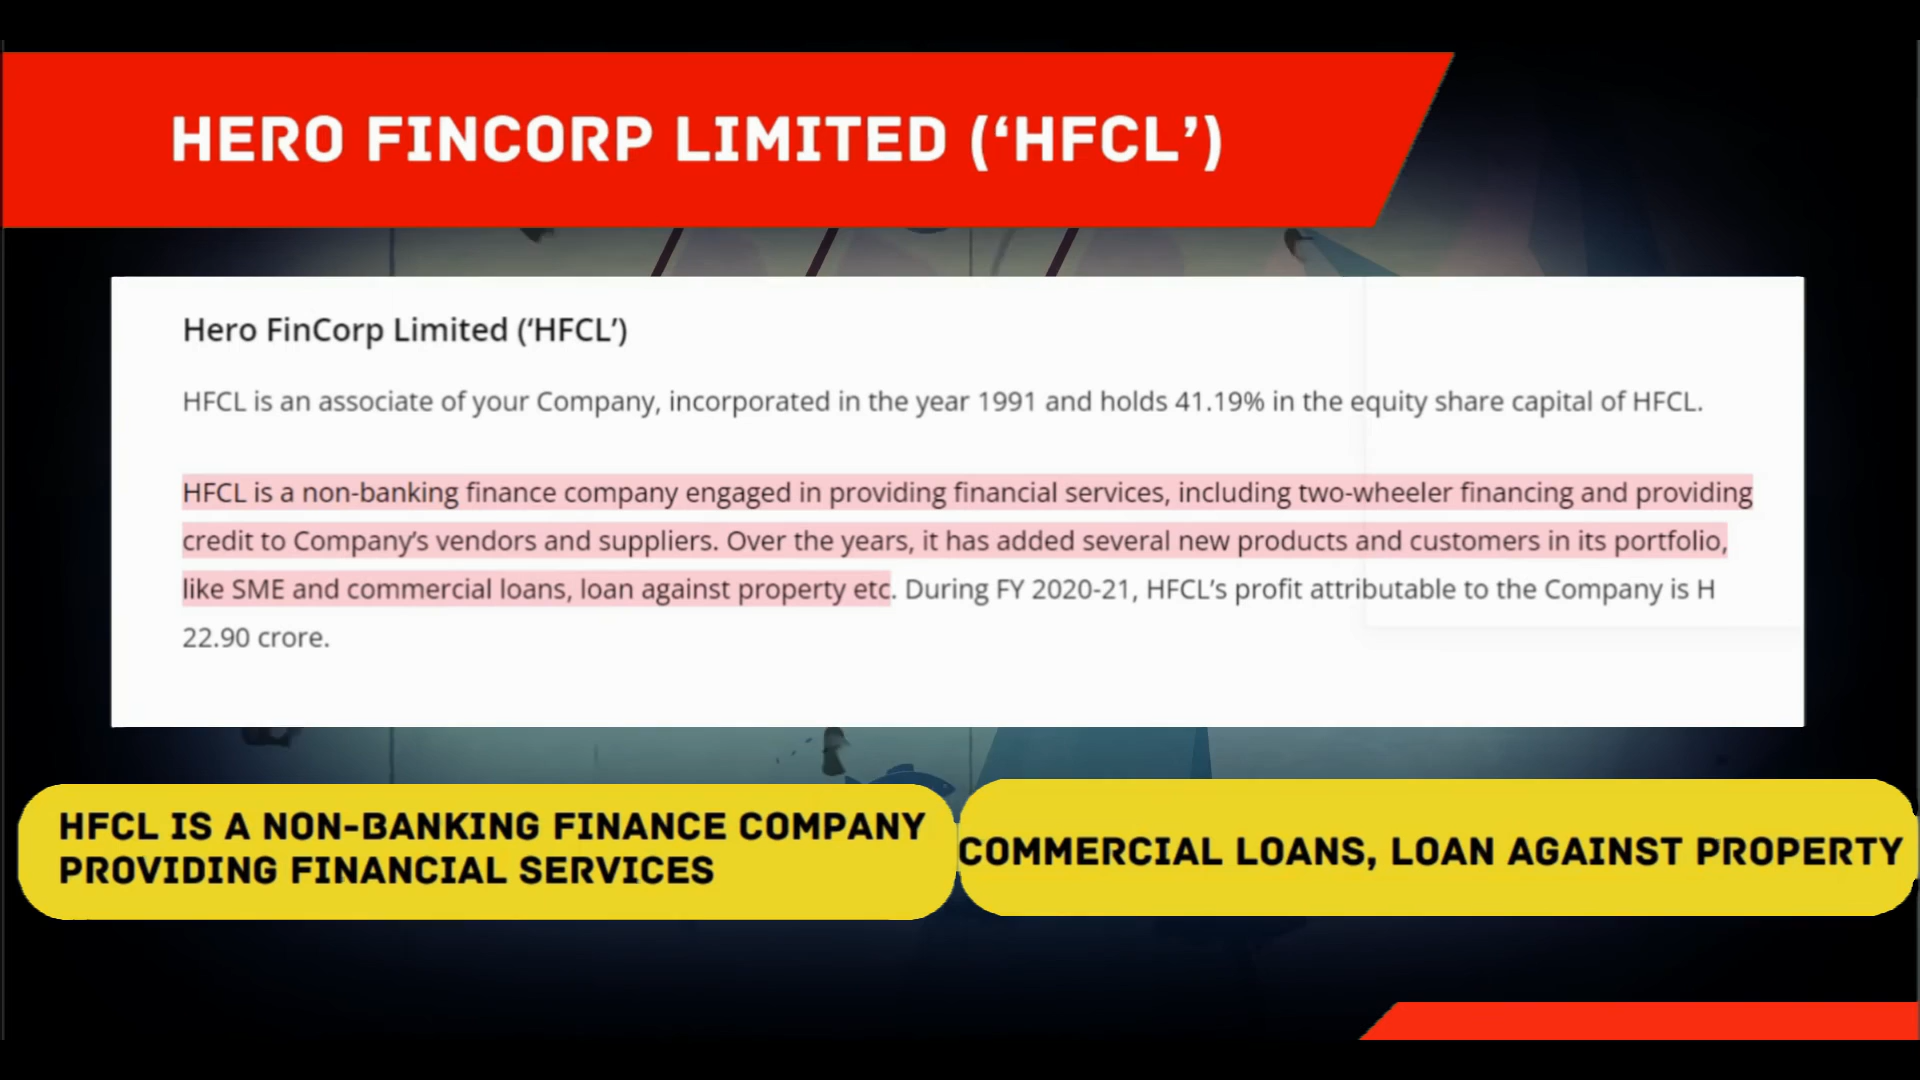 HERO FINCORP LIMITED (‘HFCL’)
Hero FinCorp Limited (‘HFCL’)
HFCL is an associate of your Company, incorporated in the year 1991 and holds 41.19% in the equity share capital of HFCL.
HFCL is a non-banking finance company engaged in providing financial services, including two-wheeler financing and providing
credit to Company’s vendors and suppliers. Over the years, it has added several new products and customers in its portfolio,
like SME and commercial loans, loan against property etc. During FY 2020-21, HFCL’s profit attributable to the Company is H
22.90 crore.
HFCL IS A NON-BANKING FINANCE COMPANY
PROVIDING FINANCIAL SERVICES
COMMERCIAL LOANS, LOAN AGAINST PROPERTY